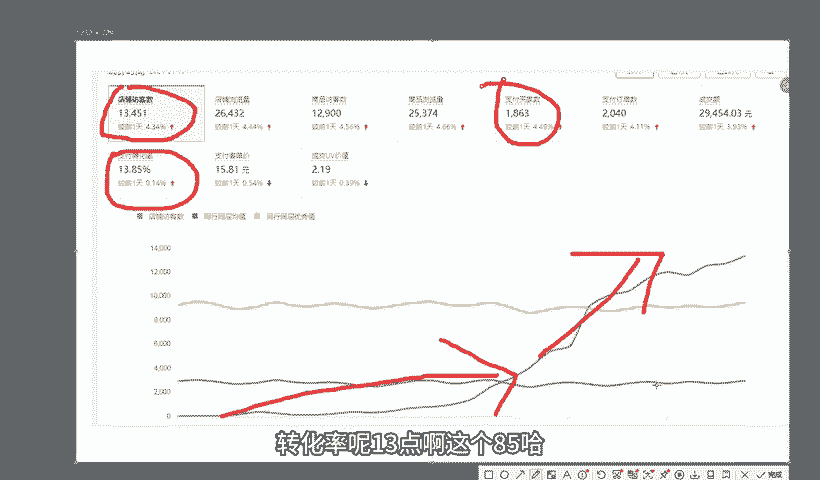 店铺访客数 店铺浏览量 商品访客数 商品浏览量 支付买家数 支付订单数 成交额
13,451 26,432 12,900 25,374 1,863 2,040 29,454.03 元
较前1天 4.34% 较前1天 4.44% 较前1天 4.56% 较前1天 4.66% 较前1天 4.49% 较前1天 4.11% 较前1天 3.93%
支付转化率 支付客单价 成交UV价值
13.85% 15.81 元 2.19
较前1天 0.14% 较前1天 0.54% 较前1天 0.39%
店铺访客数 同行同层均值 同行同层优秀值
14,000
12,000
10,000
8,000
6,000
4,000
2,000
0
转化率呢13点啊这个85哈
完成